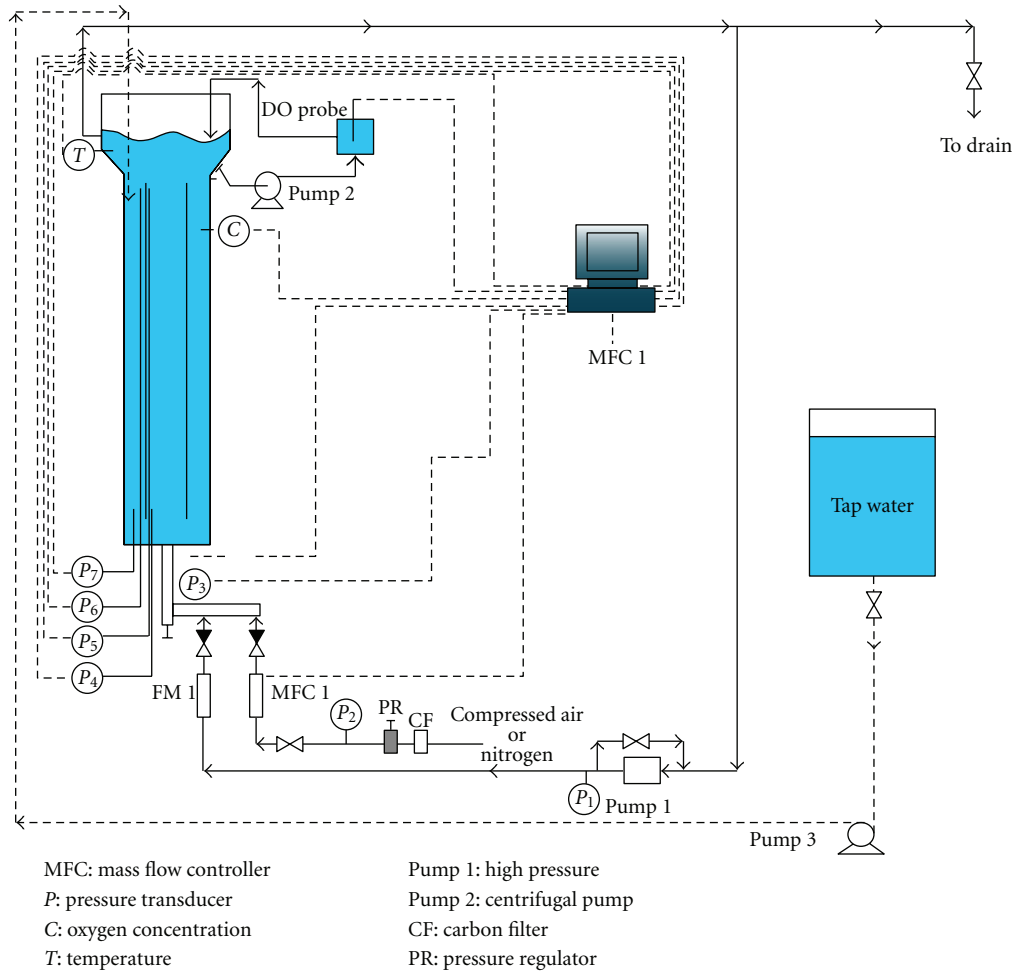 DO probe
To drain
T
Pump 2
C
MFC 1
Tap water
P7
P3
P6
P5
P4
FM 1
MFC 1
P2
PR
CF
Compressed air
or
nitrogen
P1
Pump 1
Pump 3
MFC: mass flow controller
P: pressure transducer
C: oxygen concentration
T: temperature
Pump 1: high pressure
Pump 2: centrifugal pump
CF: carbon filter
PR: pressure regulator